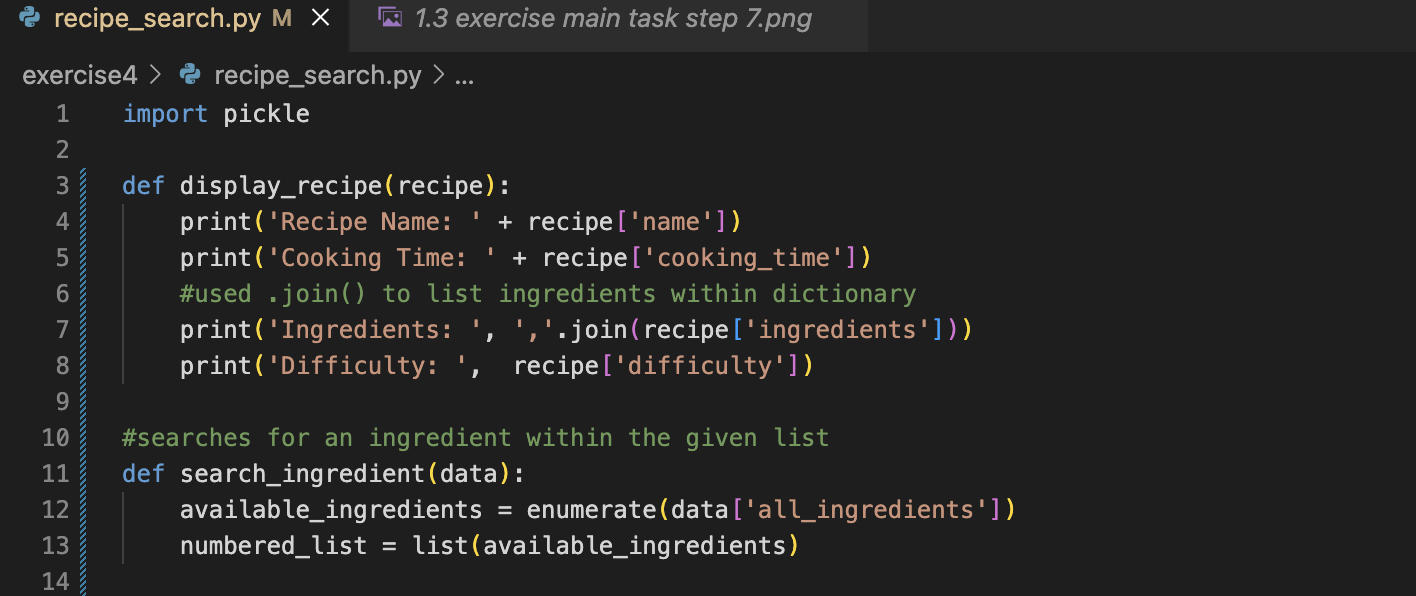 recipe_search.py M ×
1.3 exercise main task step 7.png
exercise4 > recipe_search.py > ...
1 import pickle
2
3 def display_recipe(recipe):
4     print('Recipe Name: ' + recipe['name'])
5     print('Cooking Time: ' + recipe['cooking_time'])
6     #used .join() to list ingredients within dictionary
7     print('Ingredients: ', ','.join(recipe['ingredients']))
8     print('Difficulty: ',  recipe['difficulty'])
9
10 #searches for an ingredient within the given list
11 def search_ingredient(data):
12     available_ingredients = enumerate(data['all_ingredients'])
13     numbered_list = list(available_ingredients)
14